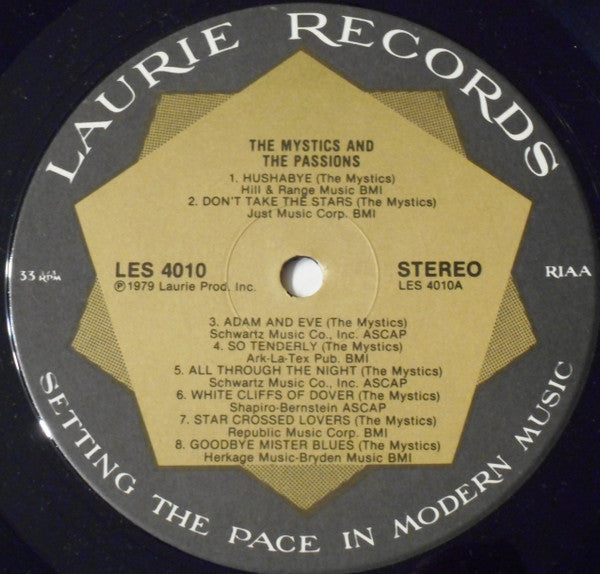 LAURIE RECORDS
THE MYSTICS AND
THE PASSIONS
1. HUSHABYE (The Mystics)
Hill & Range Music BMI
2. DON'T TAKE THE STARS (The Mystics)
Just Music Corp. BMI
LES 4010
℗1979 Laurie Prod. Inc.
STEREO
LES 4010A
33 RPM
RIAA
3. ADAM AND EVE (The Mystics)
Schwartz Music Co., Inc. ASCAP
4. SO TENDERLY (The Mystics)
Ark-La-Tex Pub. BMI
5. ALL THROUGH THE NIGHT (The Mystics)
Schwartz Music Co., Inc. ASCAP
6. WHITE CLIFFS OF DOVER (The Mystics)
Shapiro-Bernstein ASCAP
7. STAR CROSSED LOVERS (The Mystics)
Republic Music Corp. BMI
8. GOODBYE MISTER BLUES (The Mystics)
Herkage Music-Bryden Music BMI
SETTING THE PACE IN MODERN MUSIC